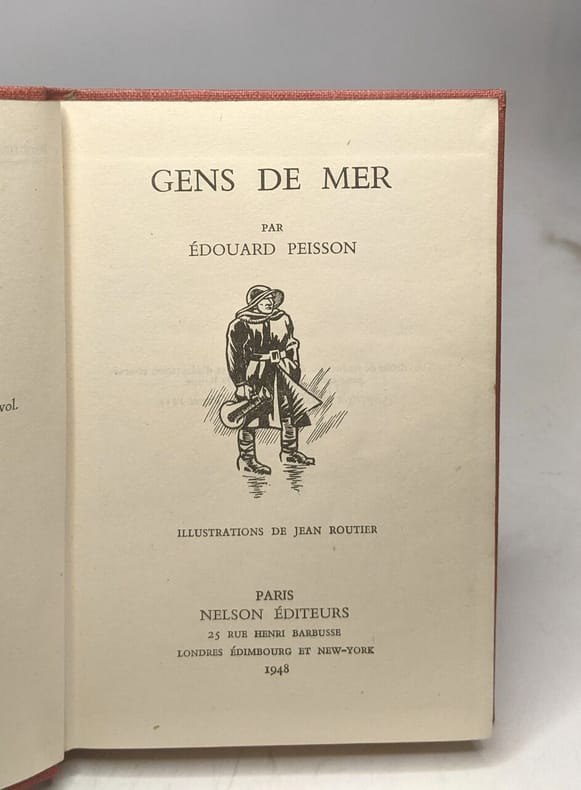 vol.
GENS DE MER
PAR
ÉDOUARD PEISSON
ILLUSTRATIONS DE JEAN ROUTIER
PARIS
NELSON ÉDITEURS
25 RUE HENRI BARBUSSE
LONDRES ÉDIMBOURG ET NEW-YORK
1948